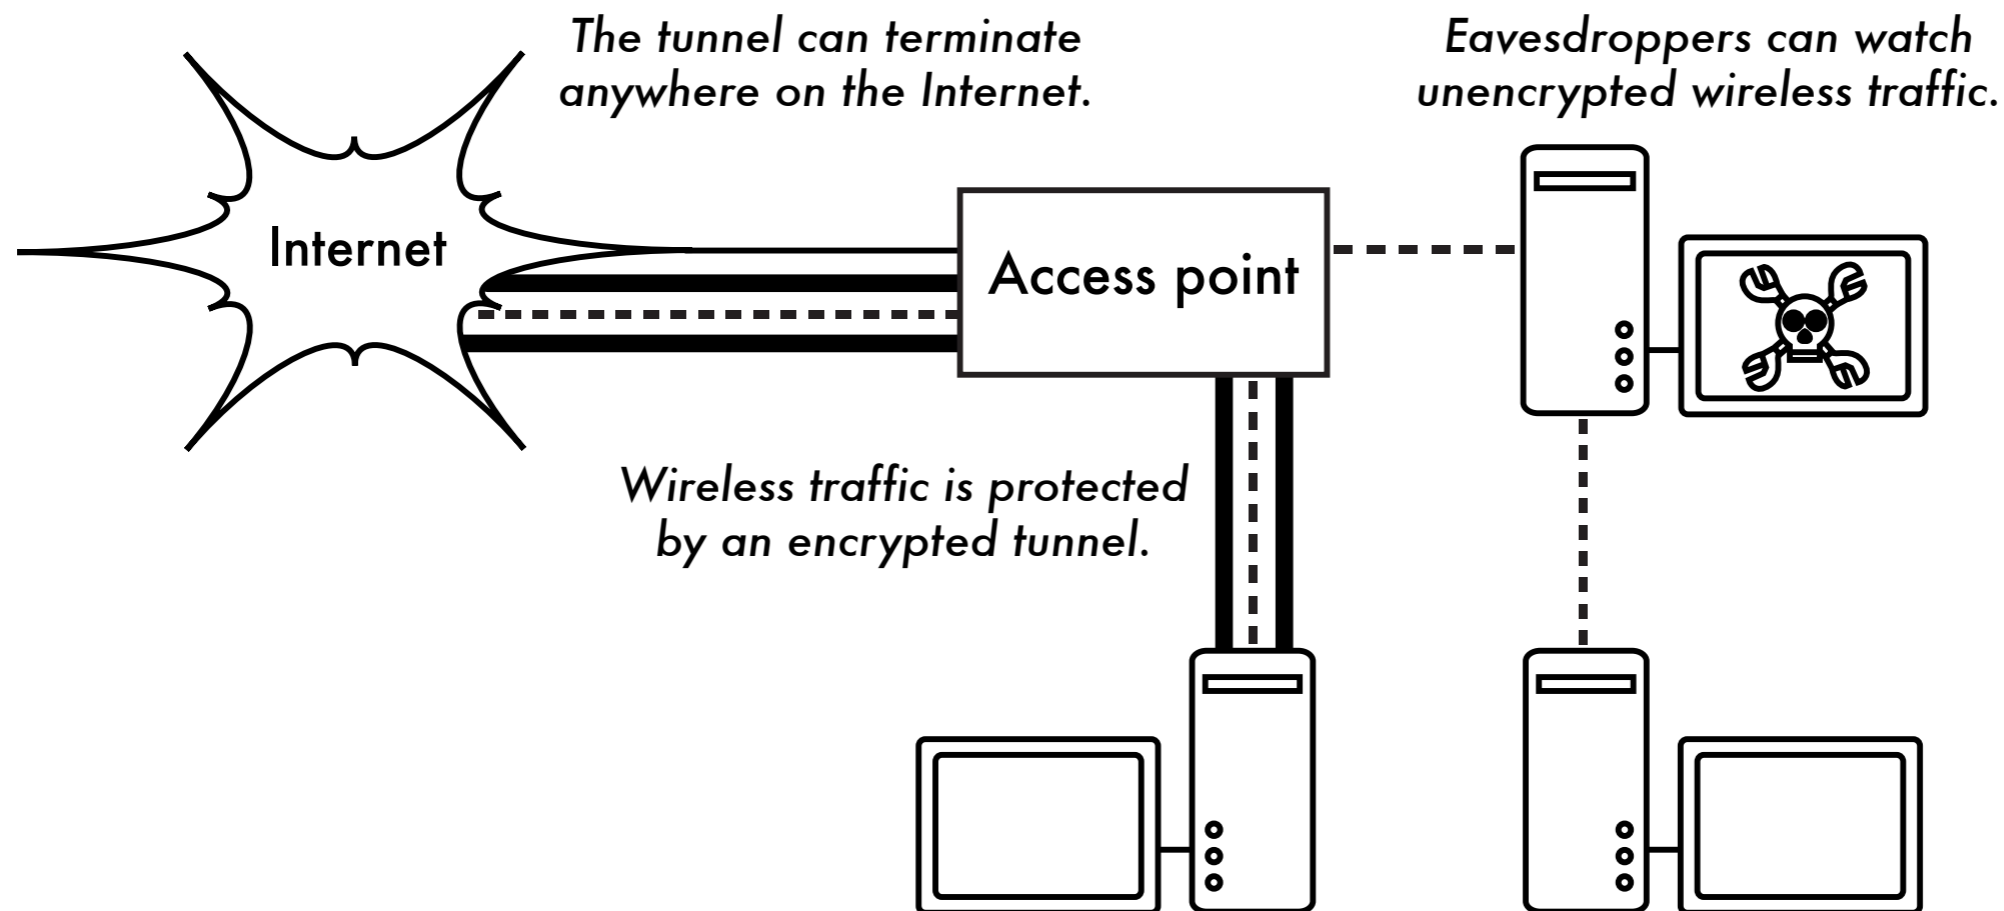 The tunnel can terminate
anywhere on the Internet.
Eavesdroppers can watch
unencrypted wireless traffic.
Internet
Access point
Wireless traffic is protected
by an encrypted tunnel.